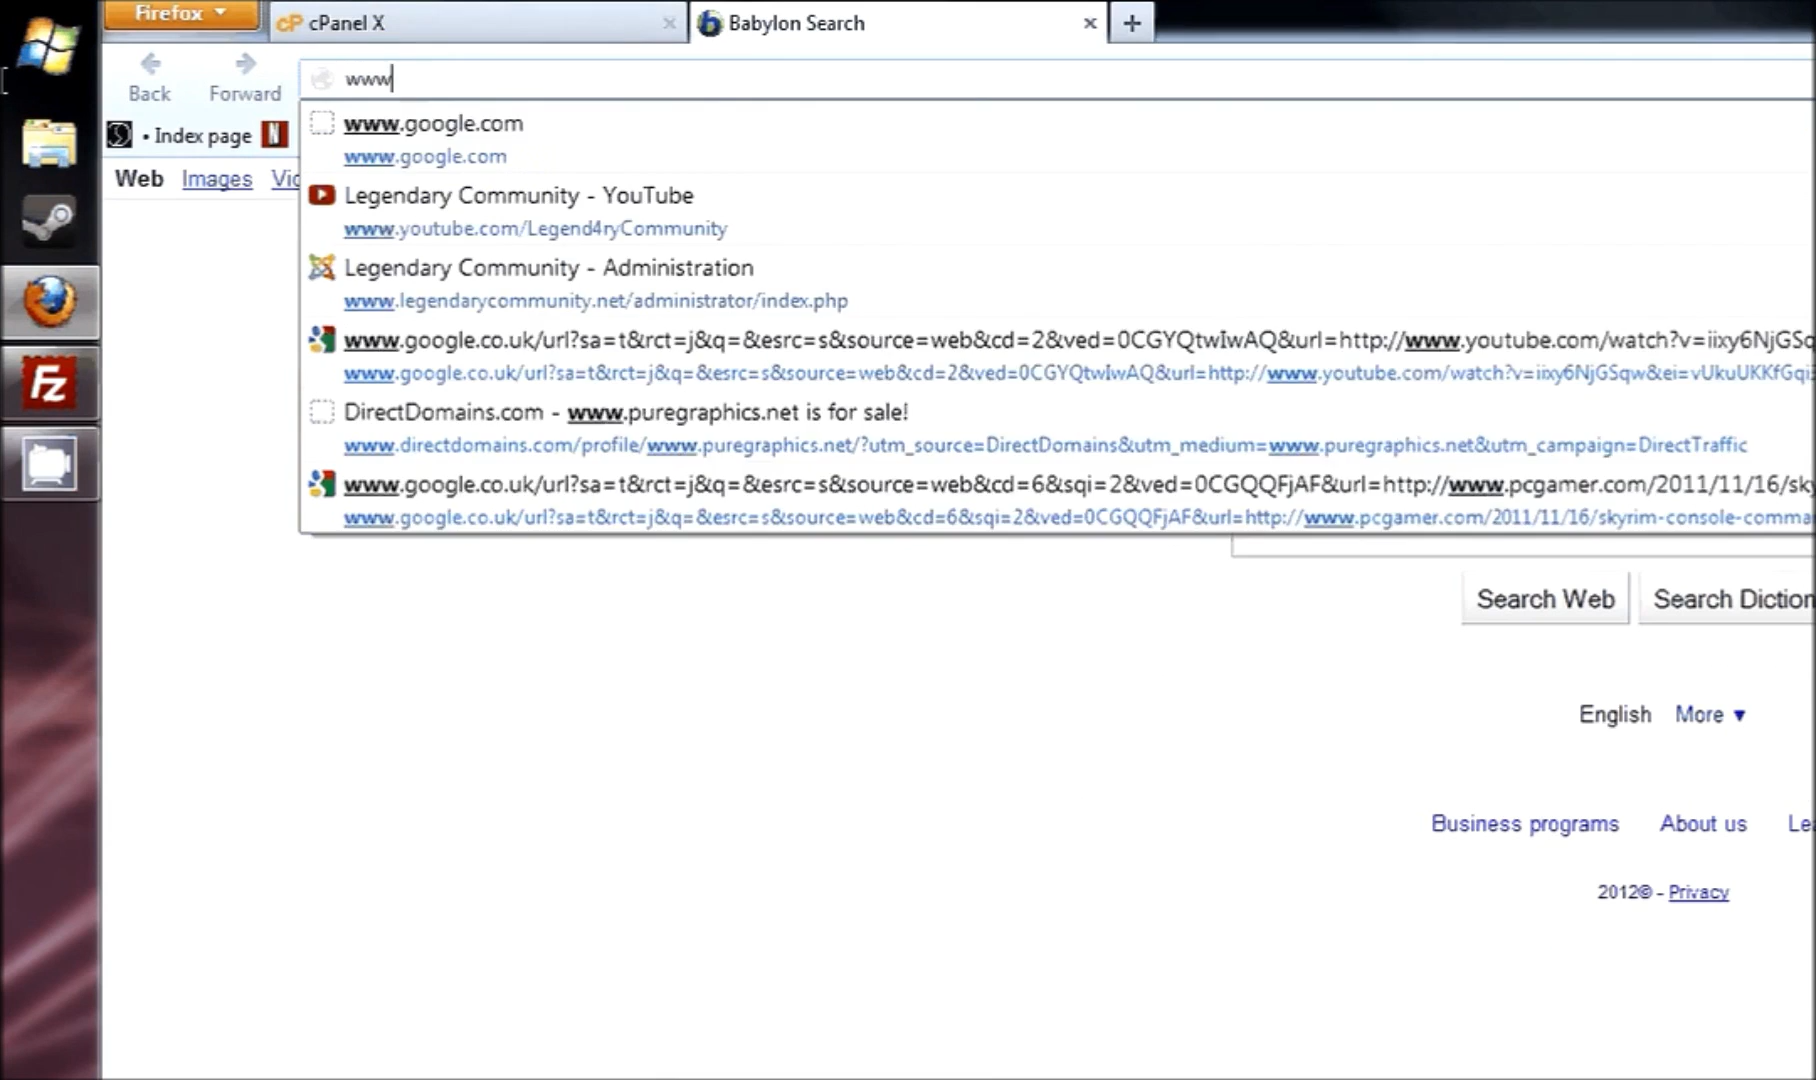 Firefox
cP cPanel X
Babylon Search
www
Back
Forward
• Index page
N
Web Images
www.google.com
www.google.com
Legendary Community - YouTube
www.youtube.com/Legend4ryCommunity
Legendary Community - Administration
www.legendarycommunity.net/administrator/index.php
www.google.co.uk/url?sa=t&rct=j&q=&esrc=s&source=web&cd=2&ved=0CGYQtwIwAQ&url=http://www.youtube.com/watch?v=iixy6NjGSq
www.google.co.uk/url?sa=t&rct=j&q=&esrc=s&source=web&cd=2&ved=0CGYQtwIwAQ&url=http://www.youtube.com/watch?v=iixy6NjGSqw&ei=vUkuUKKfGqi
DirectDomains.com - www.puregraphics.net is for sale!
www.directdomains.com/profile/www.puregraphics.net/?utm_source=DirectDomains&utm_medium=www.puregraphics.net&utm_campaign=DirectTraffic
www.google.co.uk/url?sa=t&rct=j&q=&esrc=s&source=web&cd=6&sqi=2&ved=0CGQQFjAF&url=http://www.pcgamer.com/2011/11/16/sky
www.google.co.uk/url?sa=t&rct=j&q=&esrc=s&source=web&cd=6&sqi=2&ved=0CGQQFjAF&url=http://www.pcgamer.com/2011/11/16/skyrim-console-comma
Fz
Search Web
Search Diction
English More
Business programs About us Le
2012© - Privacy